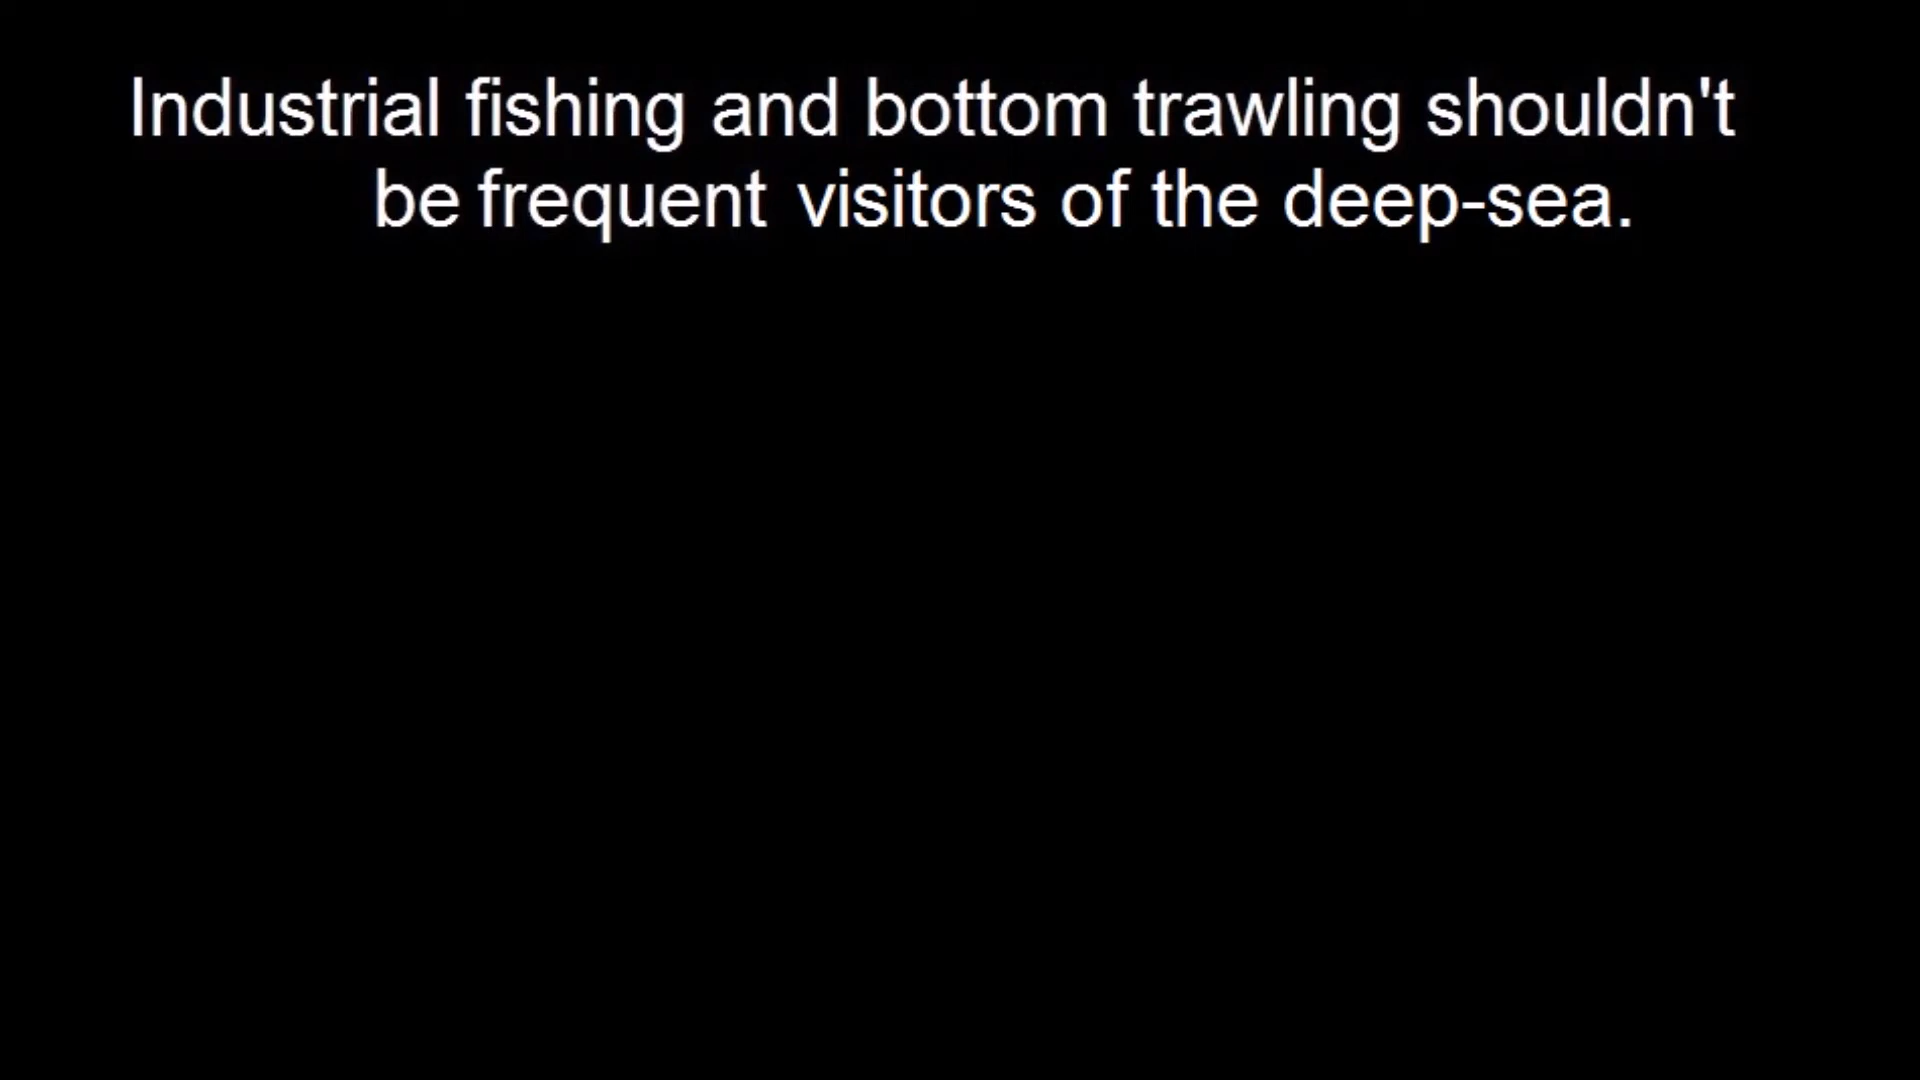 Industrial fishing and bottom trawling shouldn't
be frequent visitors of the deep-sea.